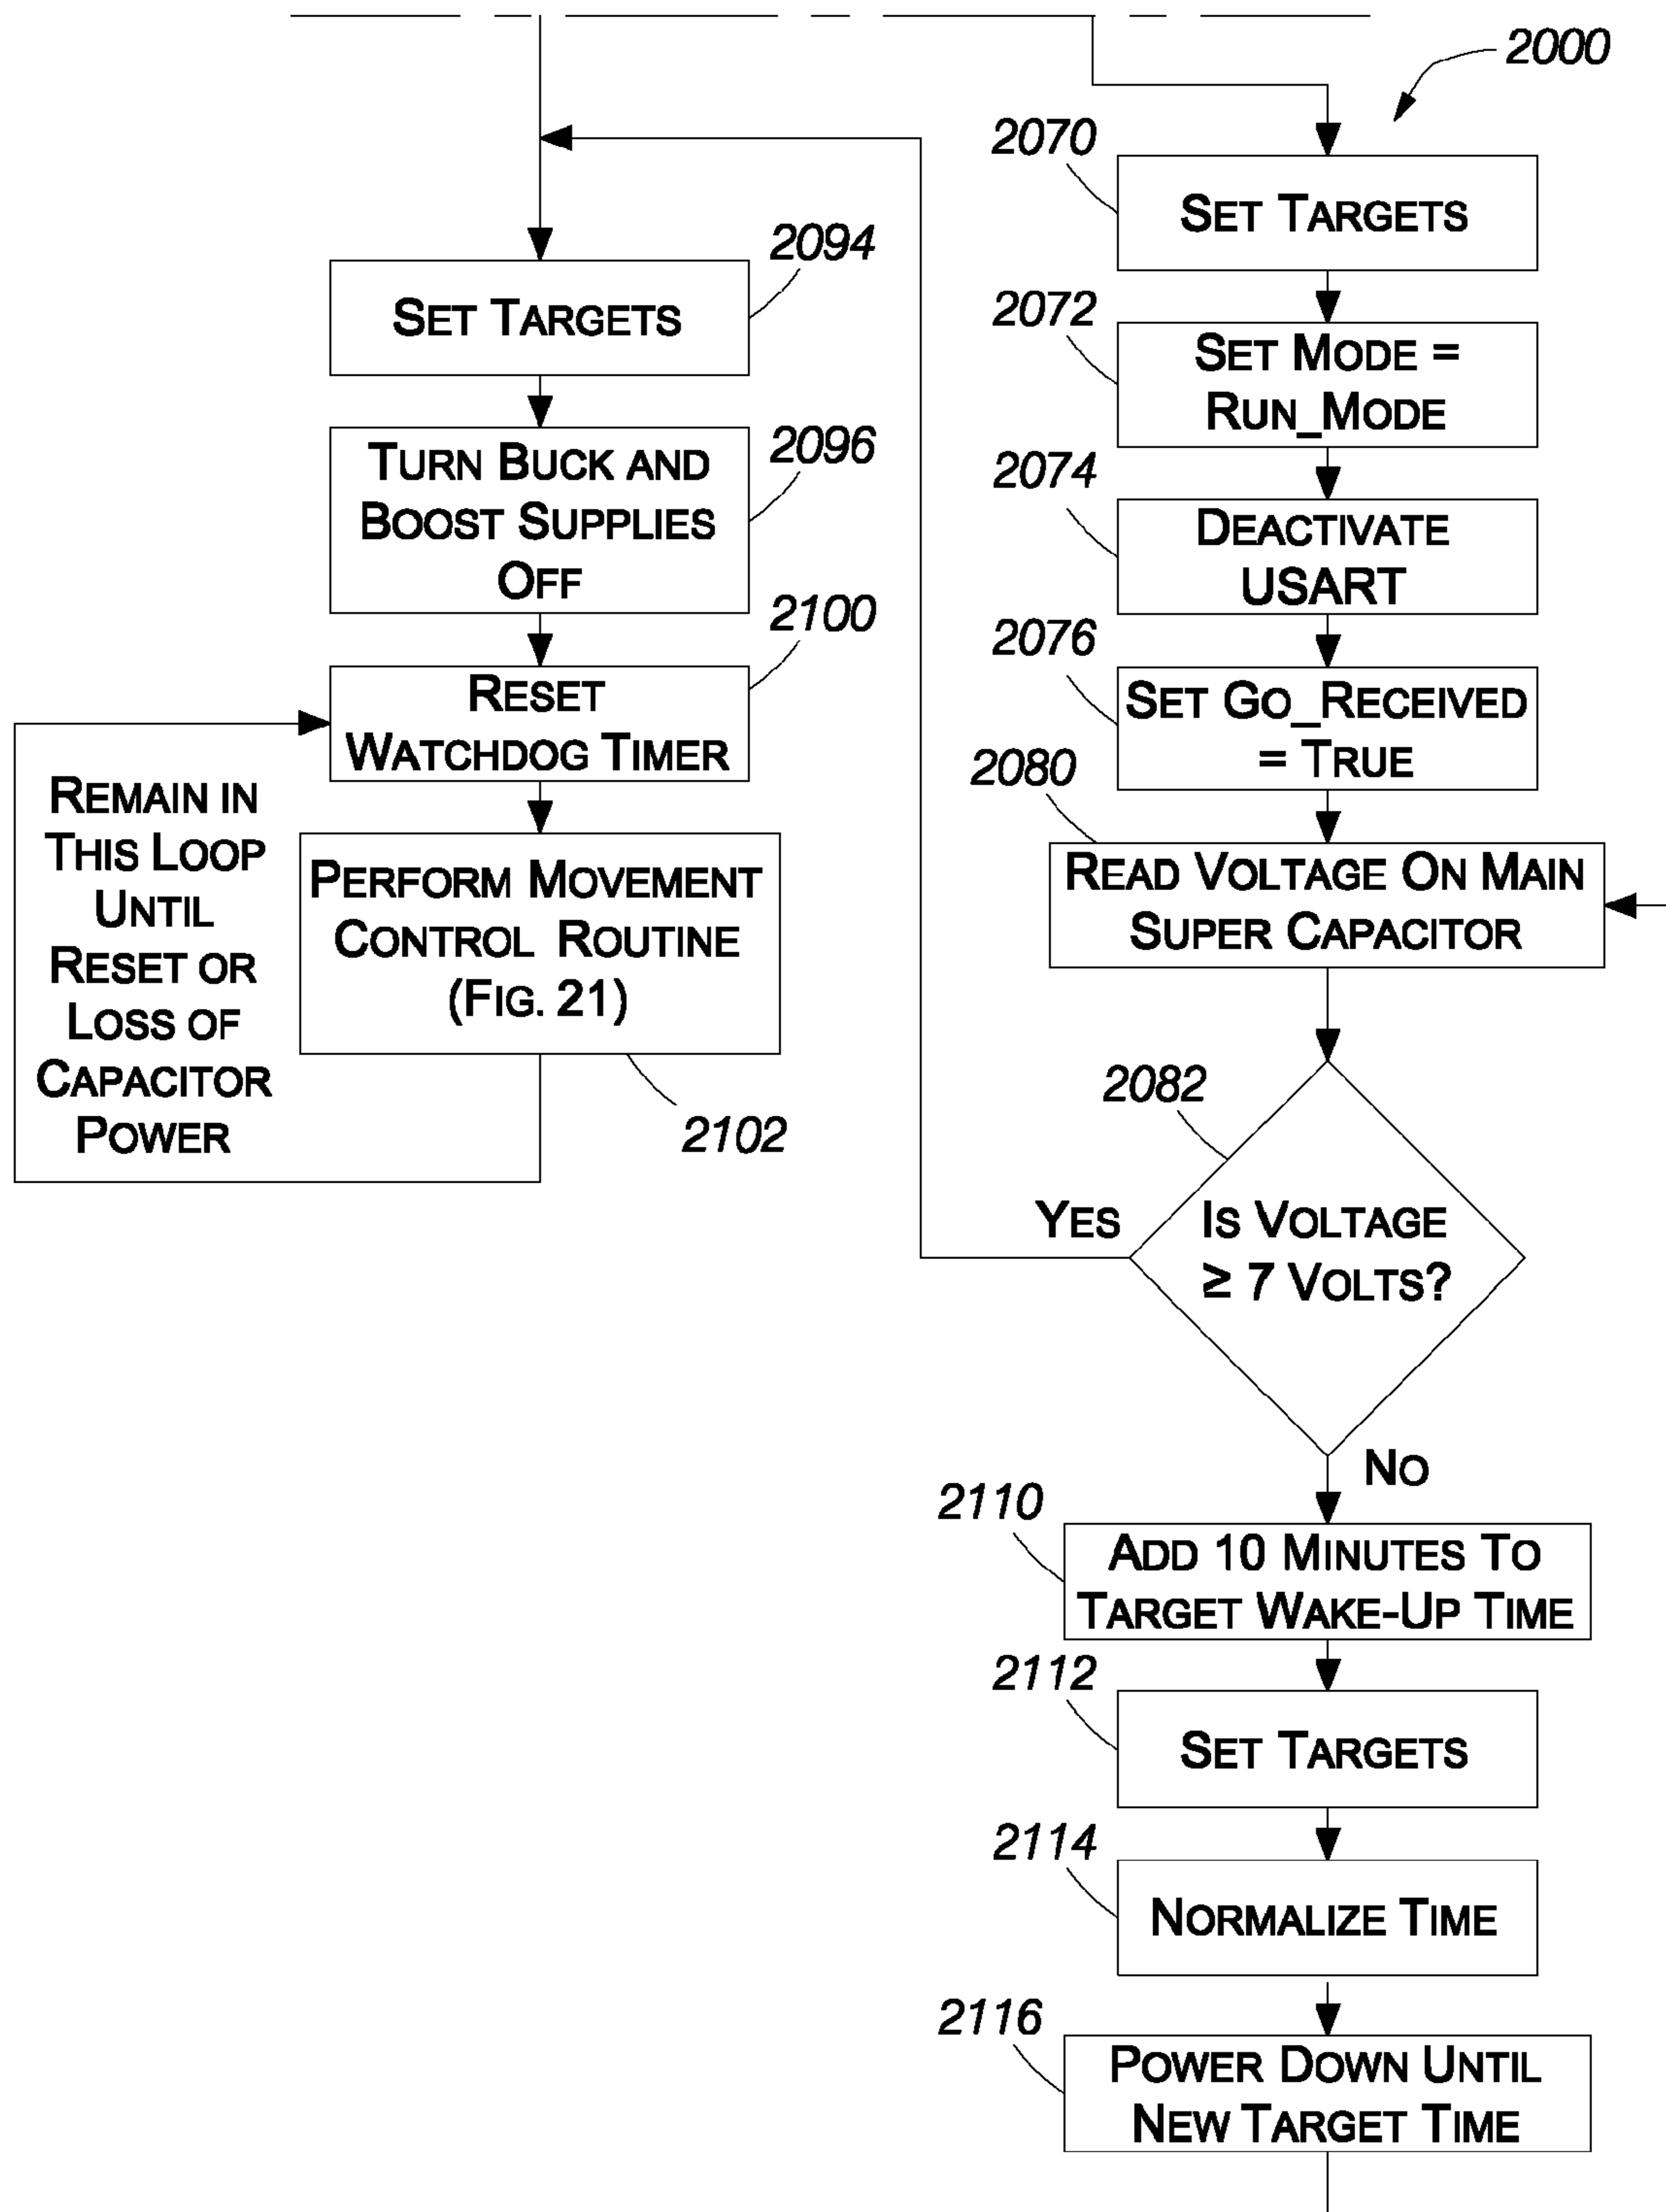 2000
2070
SET TARGETS
2072
SET MODE =
RUN_MODE
2074
DEACTIVATE
USART
2076
SET GO_RECEIVED
= TRUE
2080
READ VOLTAGE ON MAIN
SUPER CAPACITOR
2082
YES
IS VOLTAGE
≥ 7 VOLTS?
NO
2110
ADD 10 MINUTES TO
TARGET WAKE-UP TIME
2112
SET TARGETS
2114
NORMALIZE TIME
2116
POWER DOWN UNTIL
NEW TARGET TIME
2094
SET TARGETS
2096
TURN BUCK AND
BOOST SUPPLIES
OFF
2100
RESET
WATCHDOG TIMER
PERFORM MOVEMENT
CONTROL ROUTINE
(FIG. 21)
2102
REMAIN IN
THIS LOOP
UNTIL
RESET OR
LOSS OF
CAPACITOR
POWER